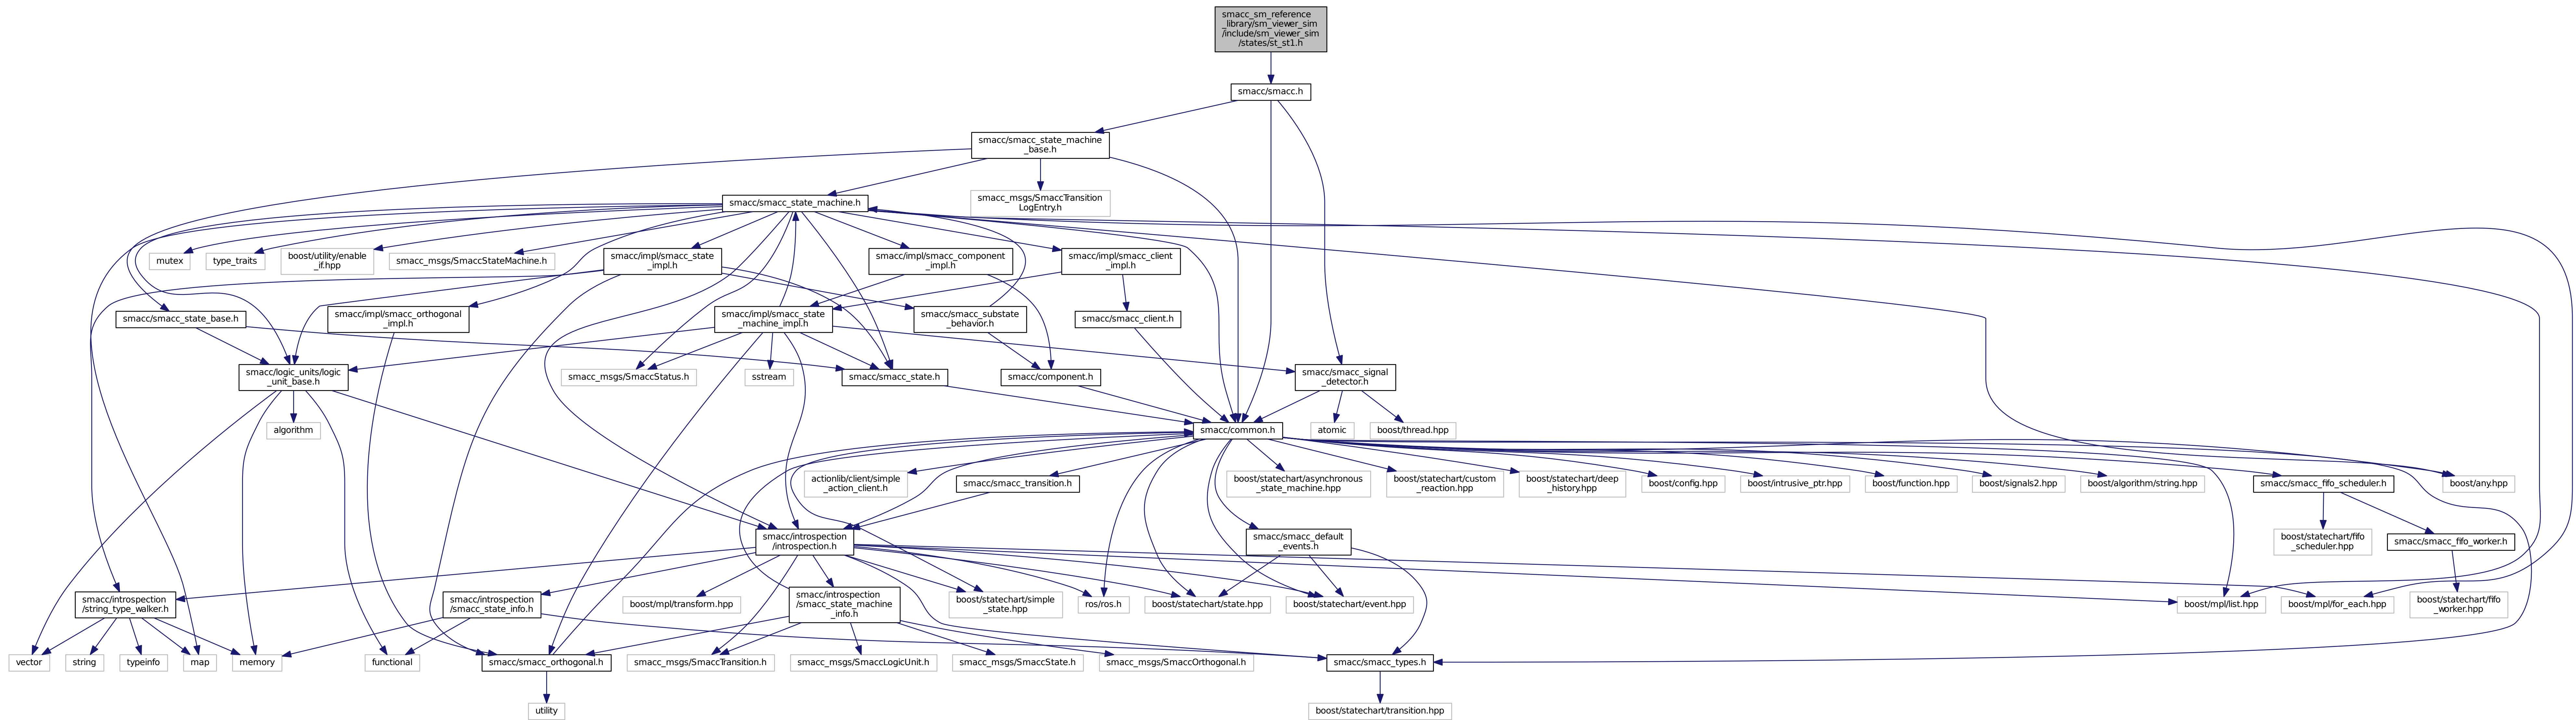 smacc_sm_reference
_library/sm_viewer_sim
/include/sm_viewer_sim
/states/st_st1.h
smacc/smacc.h
smacc/smacc_state_machine
_base.h
smacc/smacc_state_machine.h
smacc_msgs/SmaccTransition
LogEntry.h
mutex
type_traits
boost/utility/enable
_if.hpp
smacc_msgs/SmaccStateMachine.h
smacc/impl/smacc_state
_impl.h
smacc/impl/smacc_component
_impl.h
smacc/impl/smacc_client
_impl.h
smacc/smacc_state_base.h
smacc/impl/smacc_orthogonal
_impl.h
smacc/impl/smacc_state
_machine_impl.h
smacc/smacc_substate
_behavior.h
smacc/smacc_client.h
smacc/logic_units/logic
_unit_base.h
smacc_msgs/SmaccStatus.h
sstream
smacc/smacc_state.h
smacc/component.h
smacc/smacc_signal
_detector.h
algorithm
smacc/common.h
atomic
boost/thread.hpp
actionlib/client/simple
_action_client.h
smacc/smacc_transition.h
boost/statechart/asynchronous
_state_machine.hpp
boost/statechart/custom
_reaction.hpp
boost/statechart/deep
_history.hpp
boost/config.hpp
boost/intrusive_ptr.hpp
boost/function.hpp
boost/signals2.hpp
boost/algorithm/string.hpp
smacc/smacc_fifo_scheduler.h
boost/any.hpp
smacc/introspection
/introspection.h
smacc/smacc_default
_events.h
boost/statechart/fifo
_scheduler.hpp
smacc/smacc_fifo_worker.h
smacc/introspection
/string_type_walker.h
smacc/introspection
/smacc_state_info.h
boost/mpl/transform.hpp
smacc/introspection
/smacc_state_machine
_info.h
boost/statechart/simple
_state.hpp
ros/ros.h
boost/statechart/state.hpp
boost/statechart/event.hpp
boost/mpl/list.hpp
boost/mpl/for_each.hpp
boost/statechart/fifo
_worker.hpp
vector
string
typeinfo
map
memory
functional
smacc/smacc_orthogonal.h
smacc_msgs/SmaccTransition.h
smacc_msgs/SmaccLogicUnit.h
smacc_msgs/SmaccState.h
smacc_msgs/SmaccOrthogonal.h
smacc/smacc_types.h
utility
boost/statechart/transition.hpp